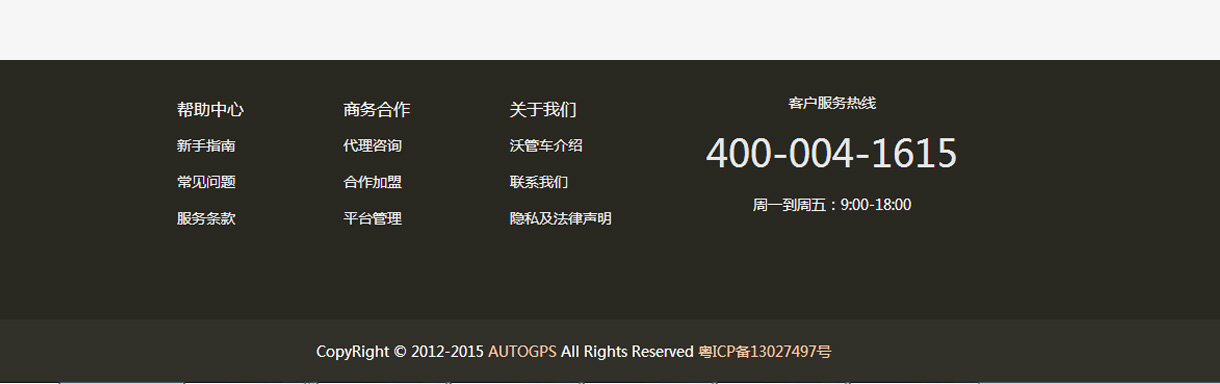 帮助中心
新手指南
常见问题
服务条款
商务合作
代理咨询
合作加盟
平台管理
关于我们
沃管车介绍
联系我们
隐私及法律声明
客户服务热线
400-004-1615
周一到周五：9:00-18:00
CopyRight © 2012-2015 AUTOGPS All Rights Reserved 粤ICP备13027497号